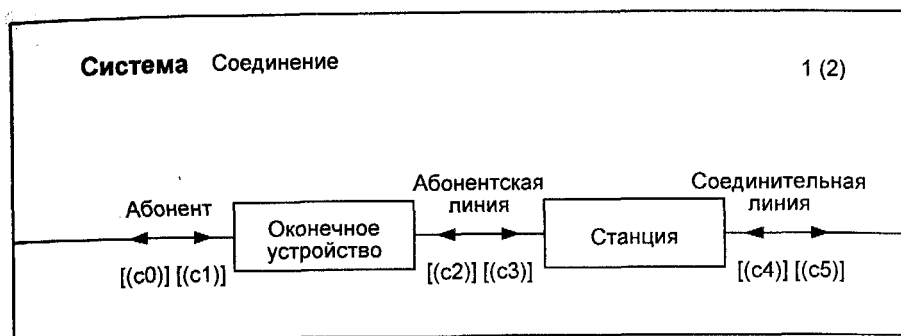 Система Соединение 1 (2)
Абонент
Оконечное
устройство
Абонентская
линия
Станция
Соединительная
линия
[(c0)] [(c1)]
[(c2)] [(c3)]
[(c4)] [(c5)]